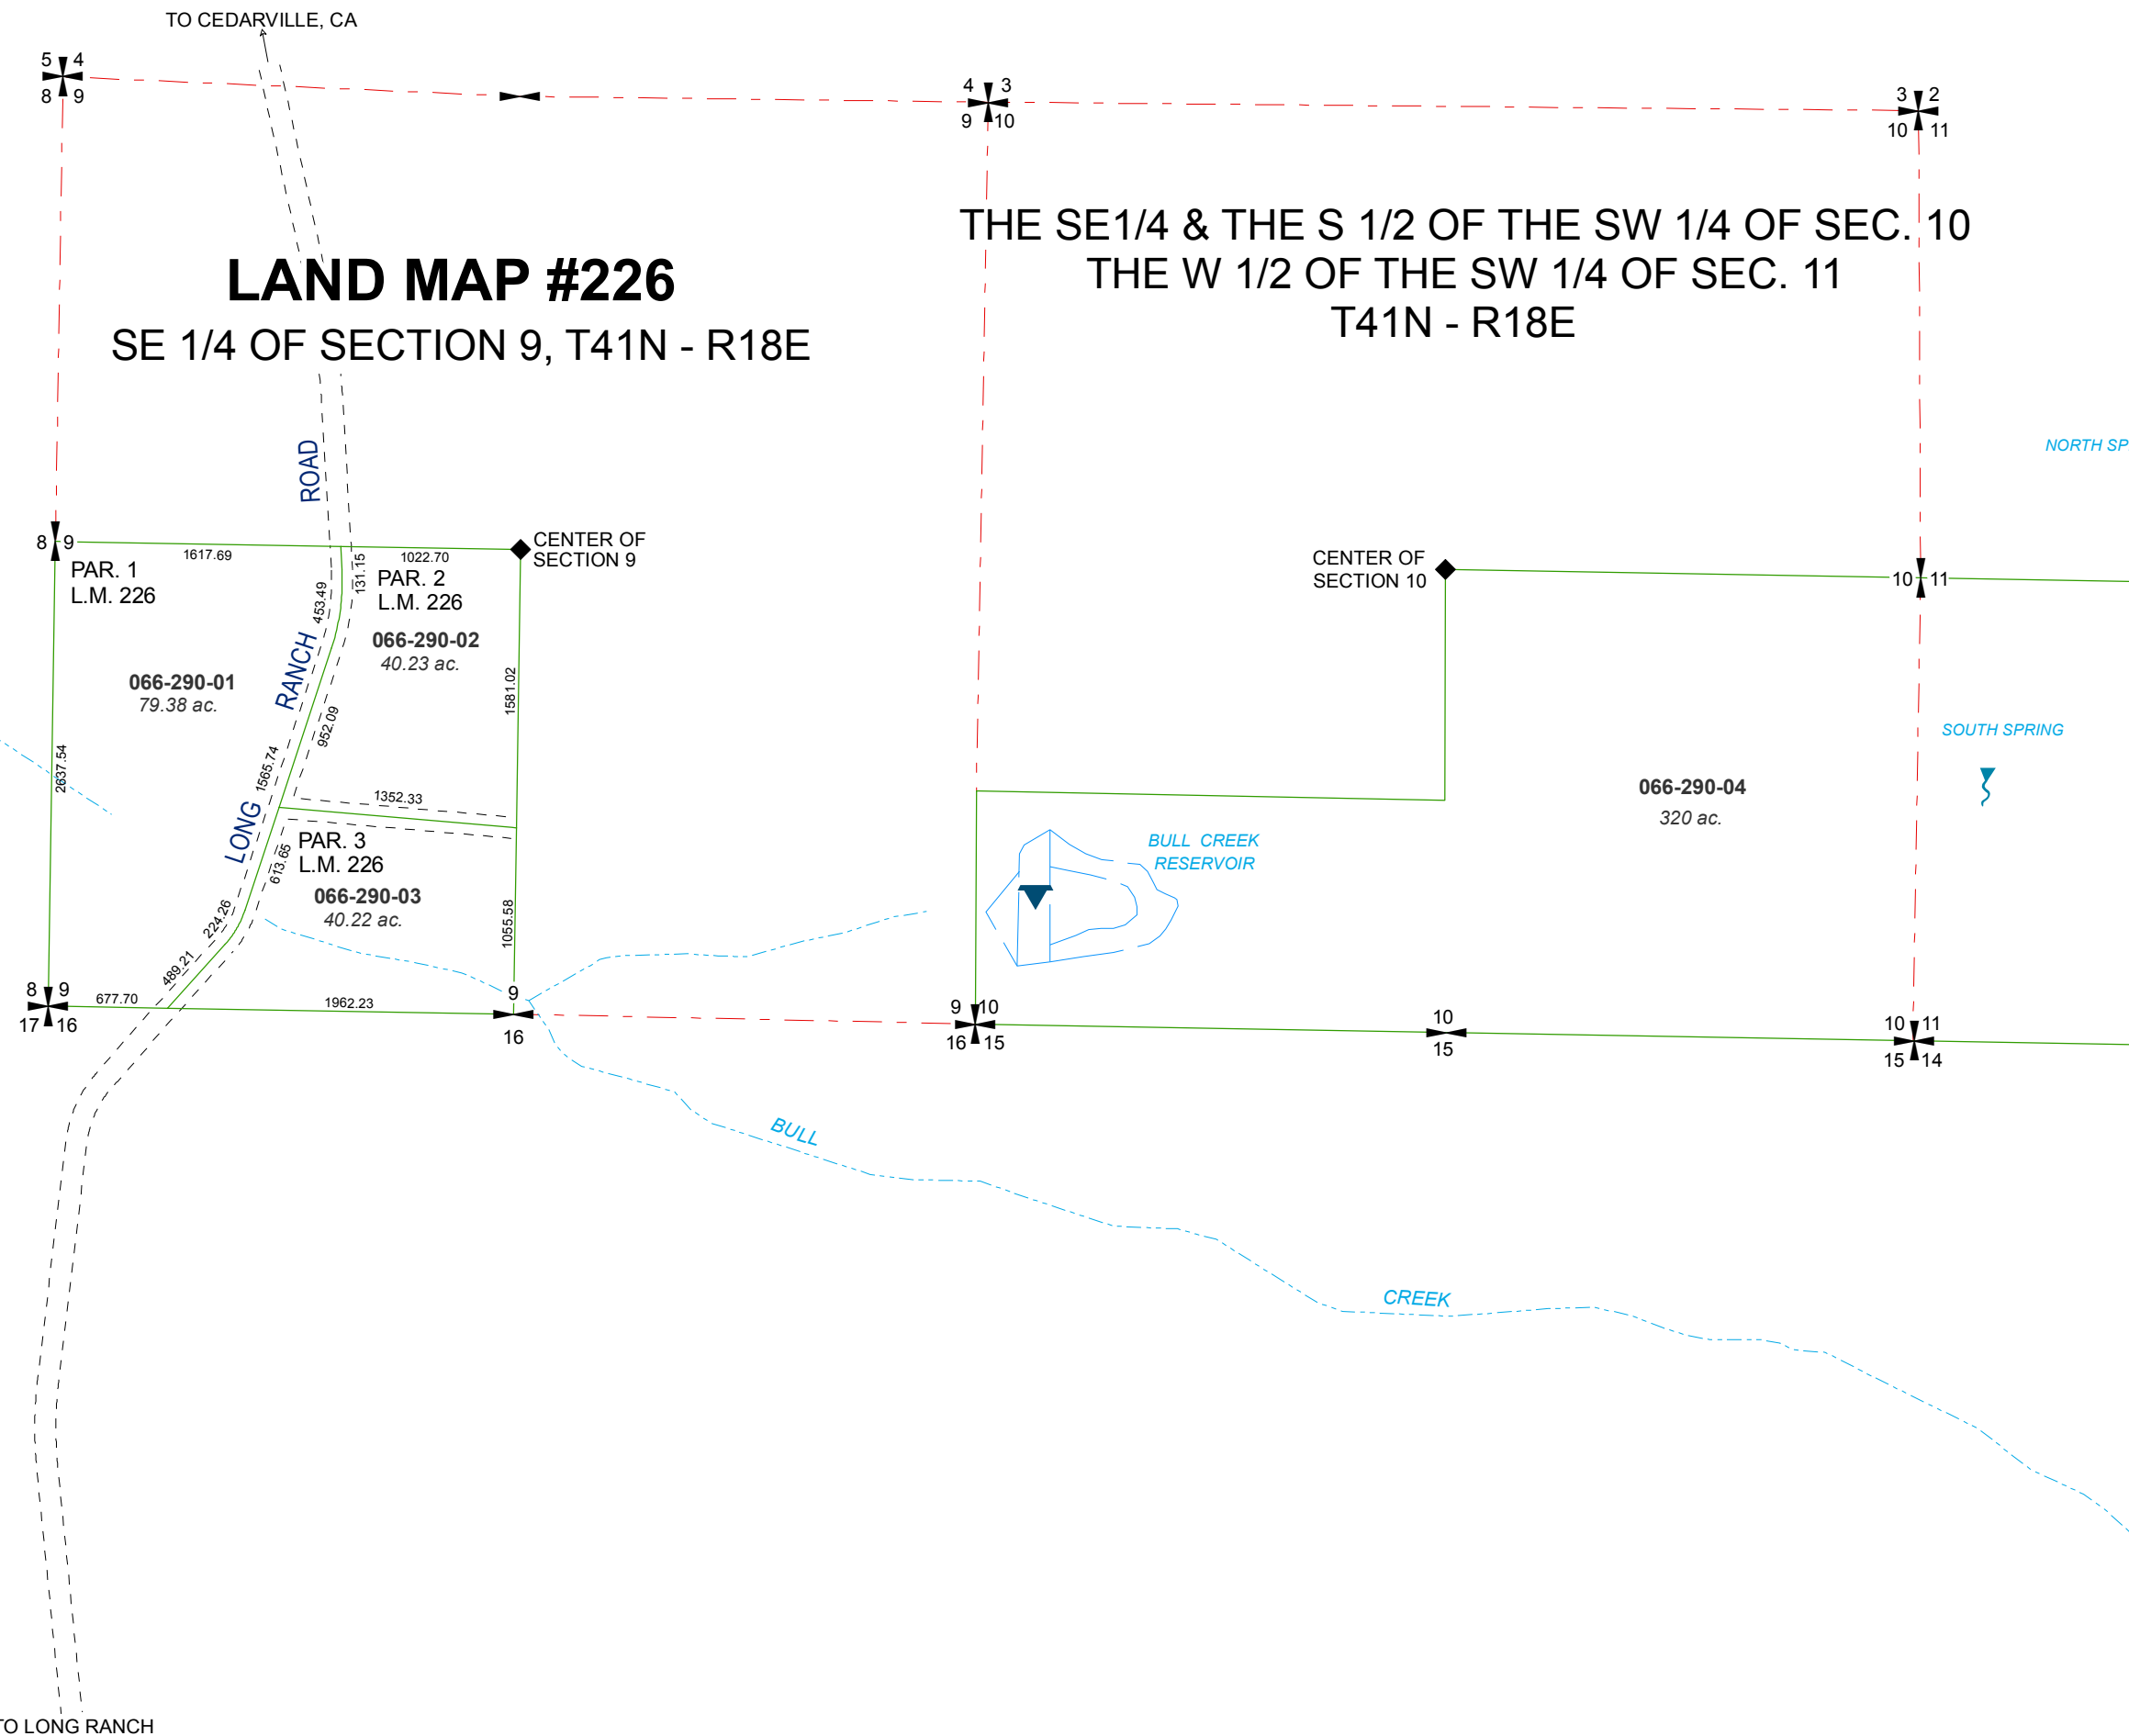 TO CEDARVILLE, CA
5 4
8 9
4 3
9 10
3 2
10 11
THE SE1/4 & THE S 1/2 OF THE SW 1/4 OF SEC. 10
THE W 1/2 OF THE SW 1/4 OF SEC. 11
T41N - R18E
LAND MAP #226
SE 1/4 OF SECTION 9, T41N - R18E
NORTH SP
LONG RANCH ROAD
8 9
1617.69
1022.70
CENTER OF
SECTION 9
CENTER OF
SECTION 10
10 11
PAR. 1
L.M. 226
453.49
131.15
PAR. 2
L.M. 226
066-290-02
40.23 ac.
066-290-01
79.38 ac.
1581.02
952.09
2637.54
1565.74
SOUTH SPRING
066-290-04
320 ac.
1352.33
PAR. 3
L.M. 226
613.65
066-290-03
40.22 ac.
BULL CREEK
RESERVOIR
224.26
489.21
1055.58
8 9
17 16
677.70
1962.23
9
16
9 10
16 15
10
15
10 11
15 14
BULL
CREEK
TO LONG RANCH